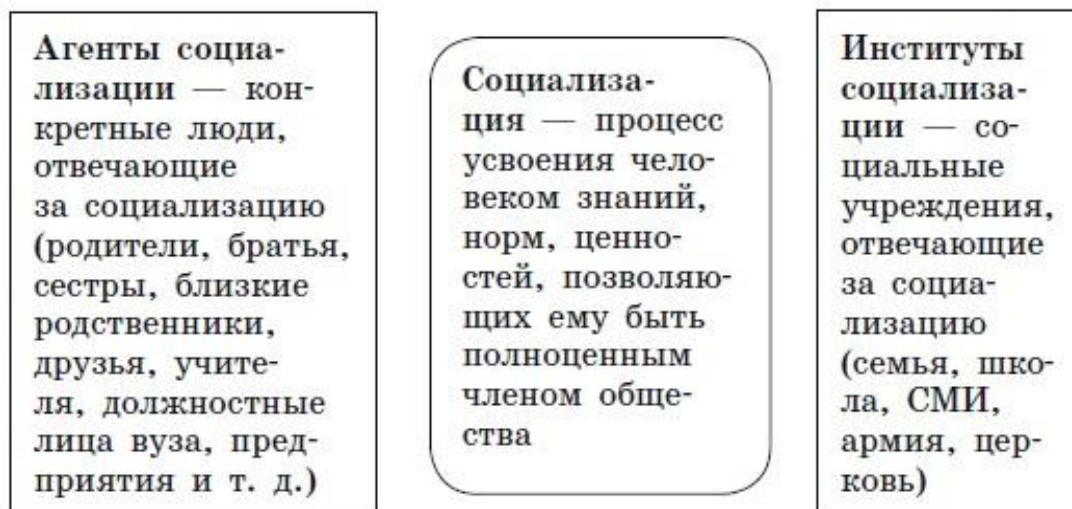 Агенты социа-
лизации — кон-
кретные люди,
отвечающие
за социализацию
(родители, братья,
сестры, близкие
родственники,
друзья, учите-
ля, должностные
лица вуза, пред-
приятия и т. д.)
Социализа-
ция — процесс
усвоения чело-
веком знаний,
норм, ценно-
стей, позволяю-
щих ему быть
полноценным
членом обще-
ства
Институты
социализа-
ции — со-
циальные
учреждения,
отвечающие
за социа-
лизацию
(семья, шко-
ла, СМИ,
армия, цер-
ковь)